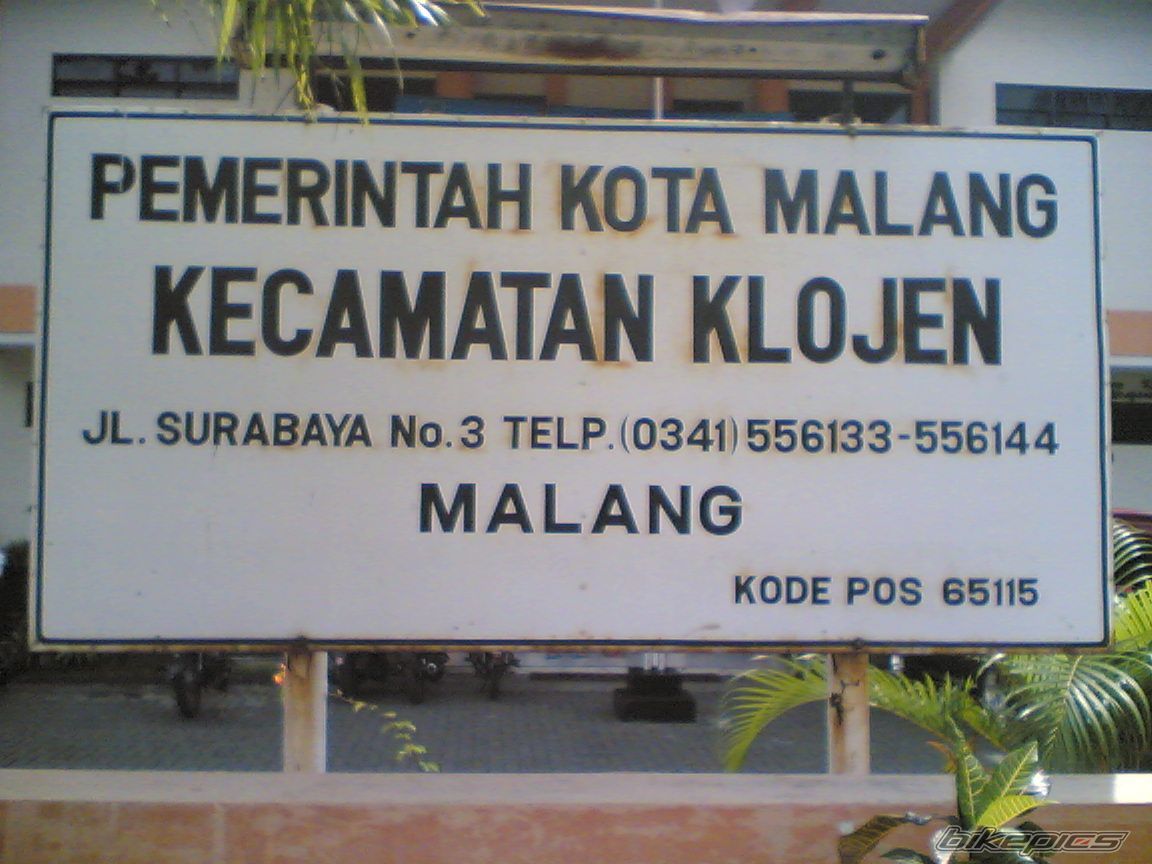 PEMERINTAH KOTA MALANG
KECAMATAN KLOJEN
JL. SURABAYA No. 3 TELP. (0341) 556133-556144
MALANG
KODE POS 65115
bikepics